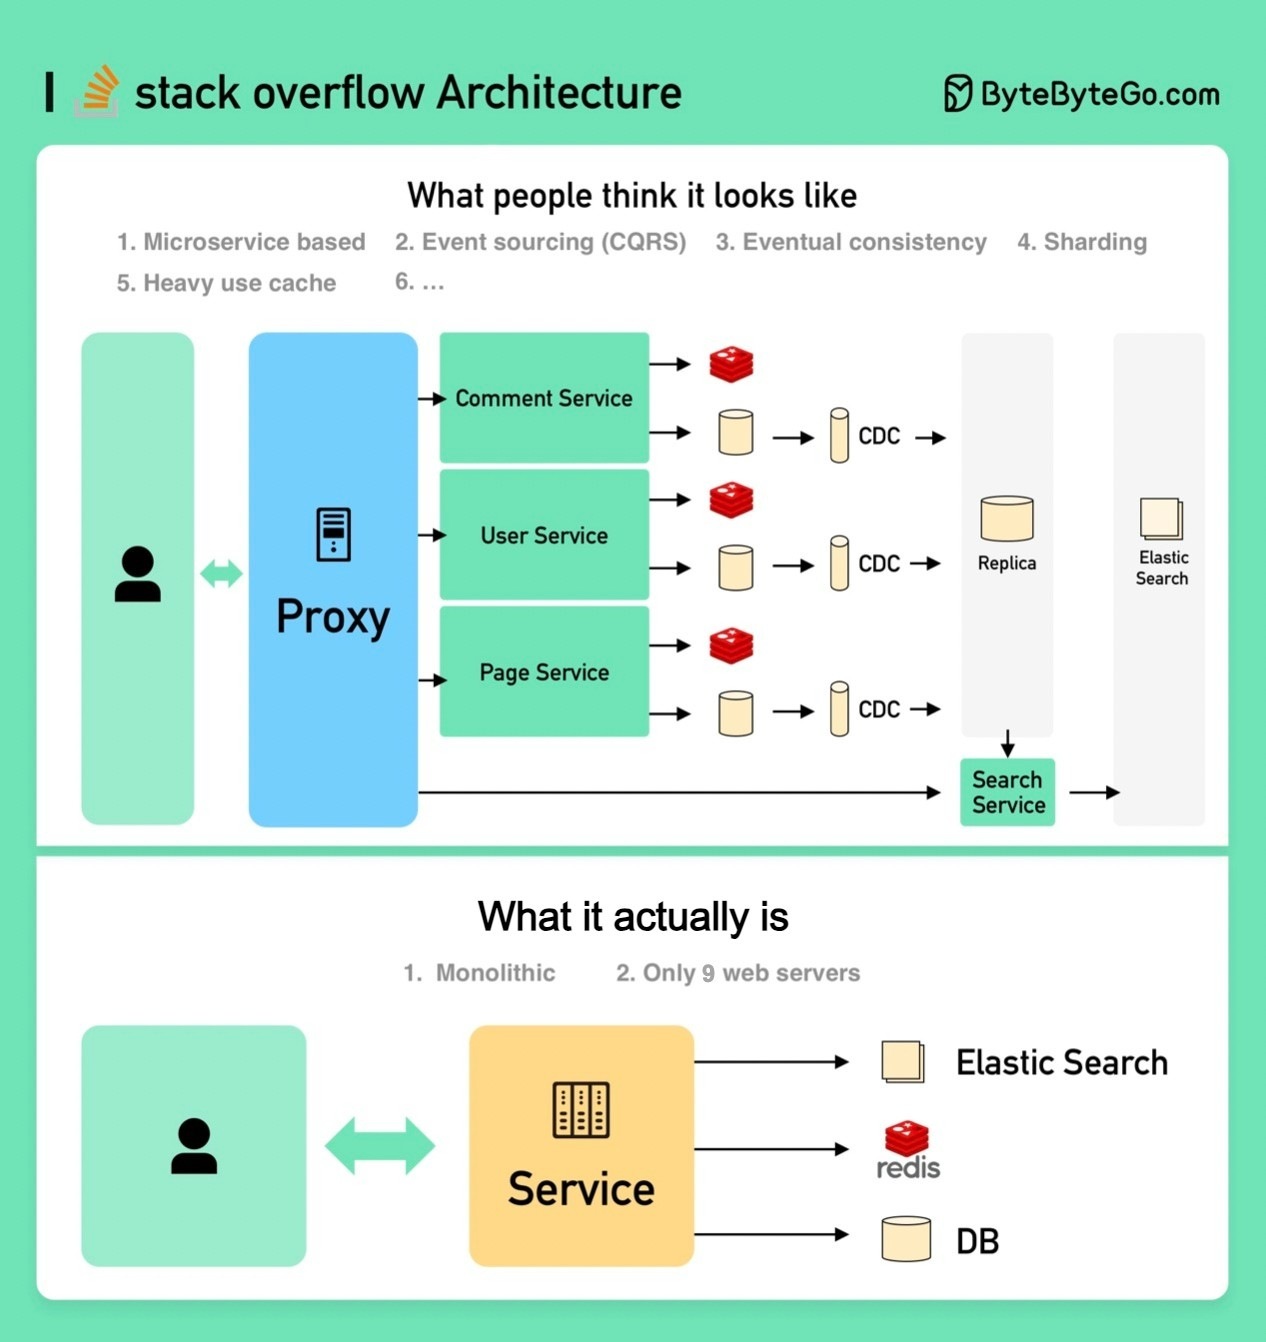 stack overflow Architecture
ByteByteGo.com
What people think it looks like
1. Microservice based 2. Event sourcing (CQRS) 3. Eventual consistency 4. Sharding
5. Heavy use cache 6. ...
Proxy
Comment Service
CDC
User Service
CDC
Page Service
CDC
Replica
Search
Service
Elastic
Search
What it actually is
1. Monolithic 2. Only 9 web servers
Service
Elastic Search
redis
DB